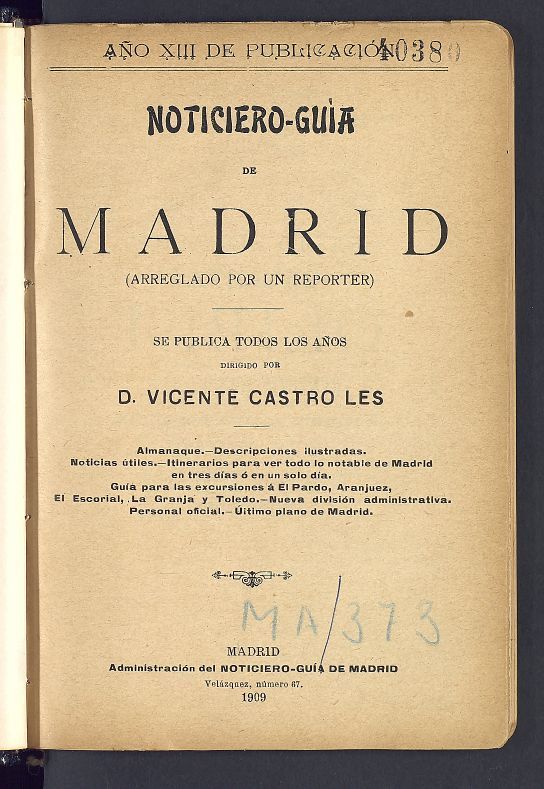 AÑO XIII DE PUBLICACIÓN
40380
NOTICIERO-GUÍA
DE
MADRID
(ARREGLADO POR UN REPORTER)
SE PUBLICA TODOS LOS AÑOS
DIRIGIDO POR
D. VICENTE CASTRO LES
Almanaque.—Descripciones ilustradas.
Noticias útiles.—Itinerarios para ver todo lo notable de Madrid
en tres días ó en un solo día.
Guía para las excursiones á El Pardo, Aranjuez,
El Escorial, La Granja y Toledo.—Nueva división administrativa.
Personal oficial.—Último plano de Madrid.
MA/373
MADRID
Administración del NOTICIERO-GUÍA DE MADRID
Velázquez, número 67.
1909